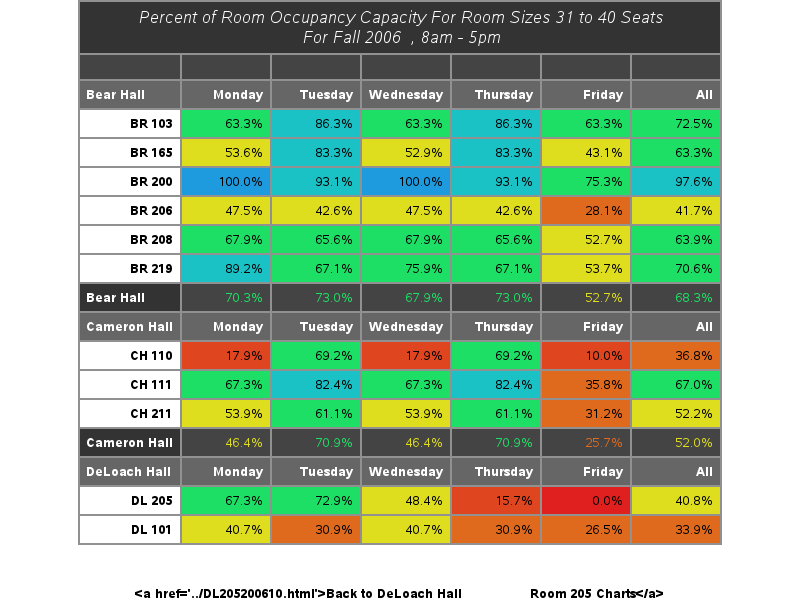 Percent of Room Occupancy Capacity For Room Sizes 31 to 40 Seats
For Fall 2006 , 8am - 5pm
Bear Hall Monday Tuesday Wednesday Thursday Friday All
BR 103 63.3% 86.3% 63.3% 86.3% 63.3% 72.5%
BR 165 53.6% 83.3% 52.9% 83.3% 43.1% 63.3%
BR 200 100.0% 93.1% 100.0% 93.1% 75.3% 97.6%
BR 206 47.5% 42.6% 47.5% 42.6% 28.1% 41.7%
BR 208 67.9% 65.6% 67.9% 65.6% 52.7% 63.9%
BR 219 89.2% 67.1% 75.9% 67.1% 53.7% 70.6%
Bear Hall 70.3% 73.0% 67.9% 73.0% 52.7% 68.3%
Cameron Hall Monday Tuesday Wednesday Thursday Friday All
CH 110 17.9% 69.2% 17.9% 69.2% 10.0% 36.8%
CH 111 67.3% 82.4% 67.3% 82.4% 35.8% 67.0%
CH 211 53.9% 61.1% 53.9% 61.1% 31.2% 52.2%
Cameron Hall 46.4% 70.9% 46.4% 70.9% 25.7% 52.0%
DeLoach Hall Monday Tuesday Wednesday Thursday Friday All
DL 205 67.3% 72.9% 48.4% 15.7% 0.0% 40.8%
DL 101 40.7% 30.9% 40.7% 30.9% 26.5% 33.9%
<a href='../DL205200610.html'>Back to DeLoach Hall Room 205 Charts</a>